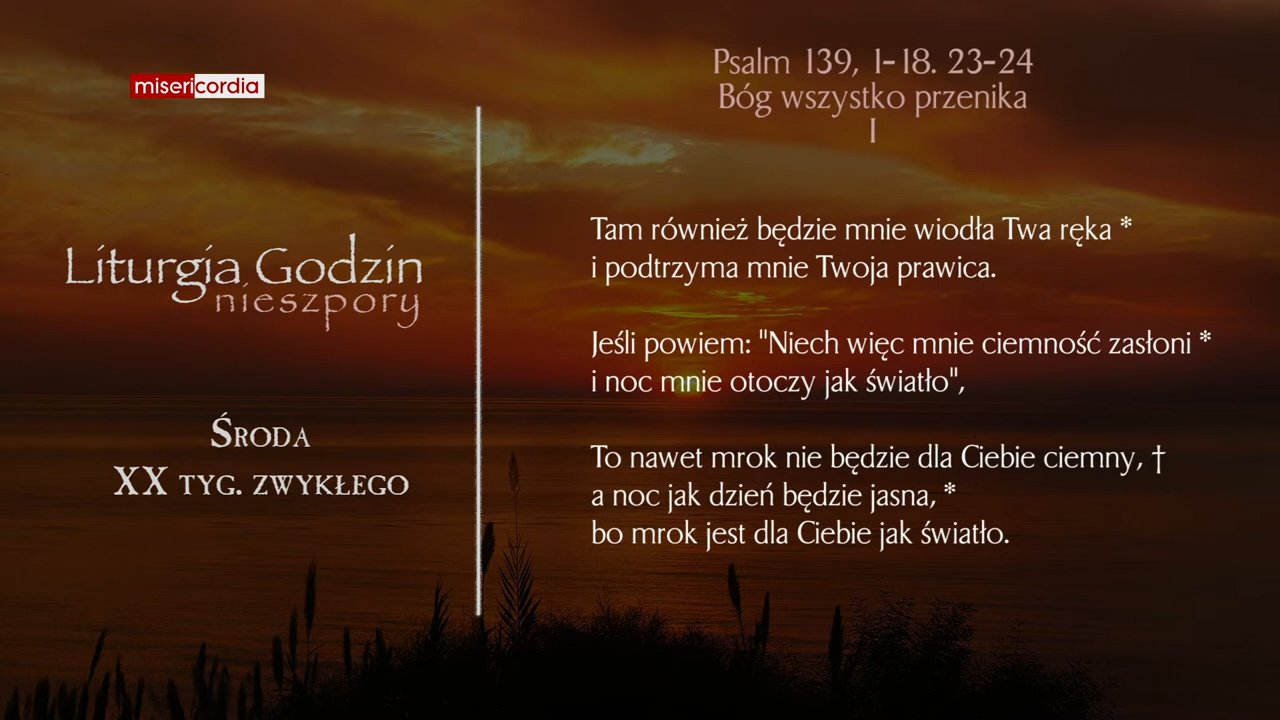 misericordia
Liturgia Godzin
nieszpory
Środa
XX tyg. zwykłego
Psalm 139, 1-18. 23-24
Bóg wszystko przenika
I
Tam również będzie mnie wiodła Twa ręka *
i podtrzyma mnie Twoja prawica.
Jeśli powiem: "Niech więc mnie ciemność zasłoni *
i noc mnie otoczy jak światło",
To nawet mrok nie będzie dla Ciebie ciemny, †
a noc jak dzień będzie jasna, *
bo mrok jest dla Ciebie jak światło.